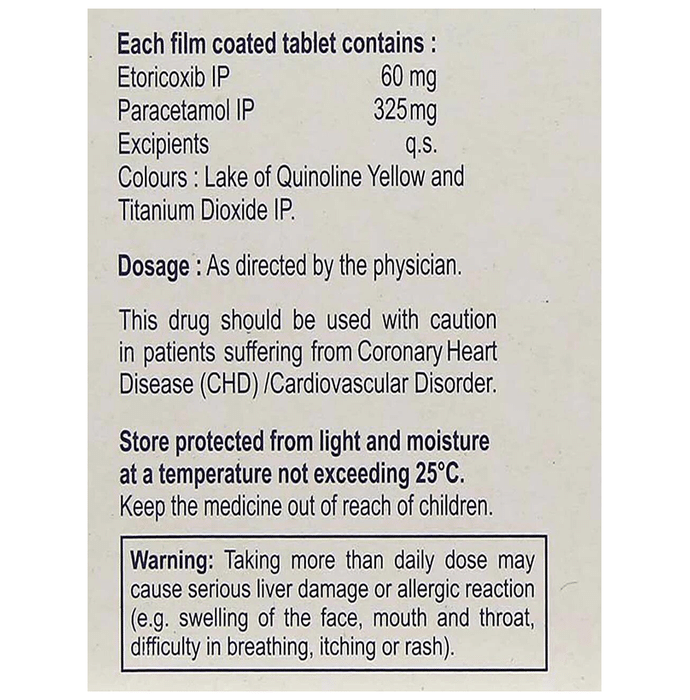 Each film coated tablet contains :
Etoricoxib IP 60 mg
Paracetamol IP 325mg
Excipients q.s.
Colours : Lake of Quinoline Yellow and
Titanium Dioxide IP.
Dosage : As directed by the physician.
This drug should be used with caution
in patients suffering from Coronary Heart
Disease (CHD) /Cardiovascular Disorder.
Store protected from light and moisture
at a temperature not exceeding 25°C.
Keep the medicine out of reach of children.
Warning: Taking more than daily dose may
cause serious liver damage or allergic reaction
(e.g. swelling of the face, mouth and throat,
difficulty in breathing, itching or rash).